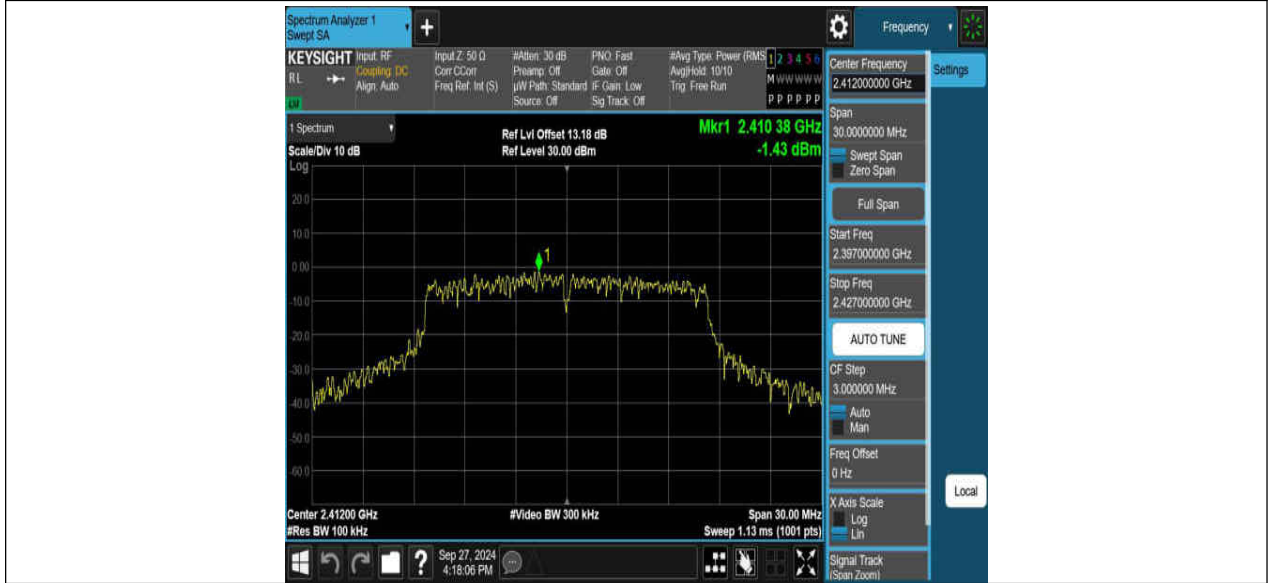 Spectrum Analyzer 1
Swept SA
+
Frequency
KEYSIGHT
RL
LU
Input: RF
Coupling: DC
Align: Auto
Input Z: 50 Ω
Corr CCorr
Freq Ref: Int (S)
#Atten: 30 dB
Preamp: Off
µW Path: Standard
Source: Off
PNO: Fast
Gate: Off
IF Gain: Low
Sig Track: Off
#Avg Type: Power (RMS
Avg|Hold: 10/10
Trig: Free Run
1 2 3 4 5 6
M W W W W W
P P P P P P
Center Frequency
2.412000000 GHz
Settings
1 Spectrum
Scale/Div 10 dB
Ref Lvl Offset 13.18 dB
Ref Level 30.00 dBm
Mkr1 2.410 38 GHz
-1.43 dBm
Log
20.0
10.0
0.00
-10.0
-20.0
-30.0
-40.0
-50.0
-60.0
1
Span
30.0000000 MHz
Swept Span
Zero Span
Full Span
Start Freq
2.397000000 GHz
Stop Freq
2.427000000 GHz
AUTO TUNE
CF Step
3.000000 MHz
Auto
Man
Freq Offset
0 Hz
X Axis Scale
Log
Lin
Signal Track
(Span Zoom)
Local
Center 2.41200 GHz
#Res BW 100 kHz
#Video BW 300 kHz
Span 30.00 MHz
Sweep 1.13 ms (1001 pts)
?
Sep 27, 2024
4:18:06 PM